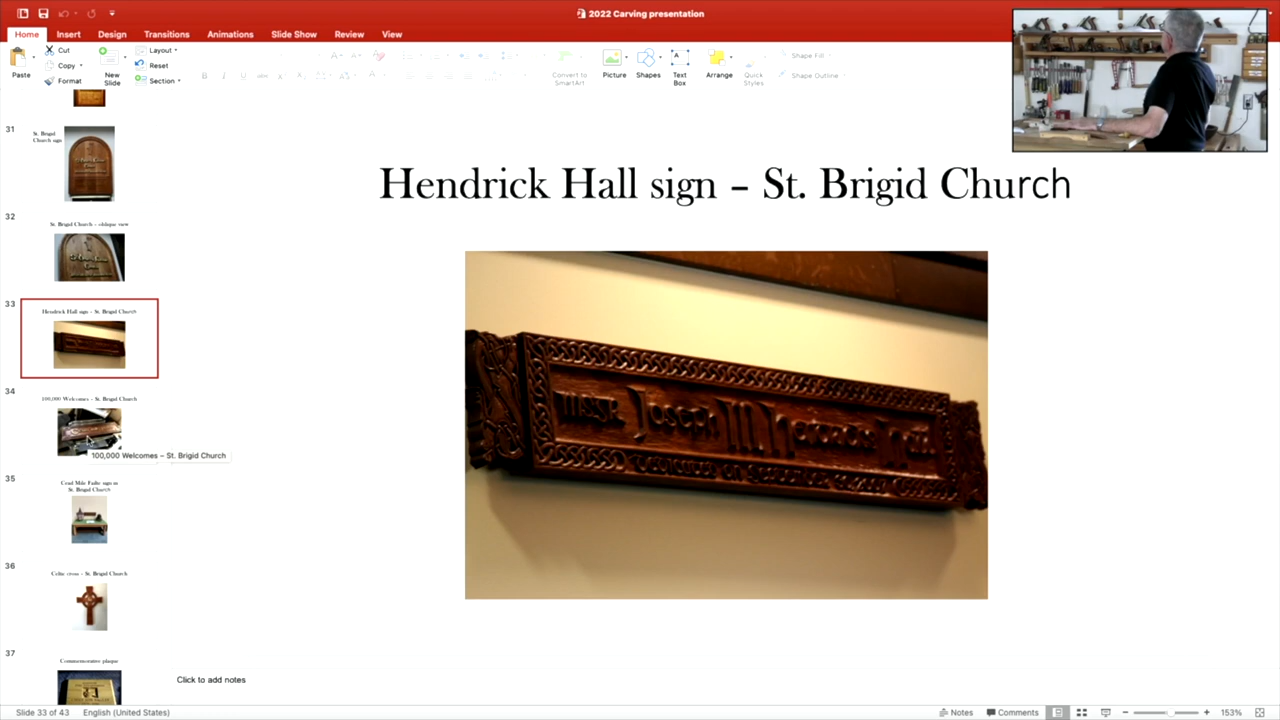 2022 Carving presentation
Home Insert Design Transitions Animations Slide Show Review View
Paste
Cut
Copy
Format
New Slide
Layout
Reset
Section
Convert to SmartArt
Picture
Shapes
Text Box
Arrange
Quick Styles
Shape Fill
Shape Outline
31
St. Brigid
Church sign
32
St. Brigid Church – oblique view
33
Hendrick Hall sign – St. Brigid Church
34
100,000 Welcomes – St. Brigid Church
100,000 Welcomes – St. Brigid Church
35
Cead Mile Failte sign in
St. Brigid Church
36
Celtic cross – St. Brigid Church
37
Commemorative plaque
Hendrick Hall sign – St. Brigid Church
Joseph
Click to add notes
Slide 33 of 43 English (United States)
Notes Comments 153%